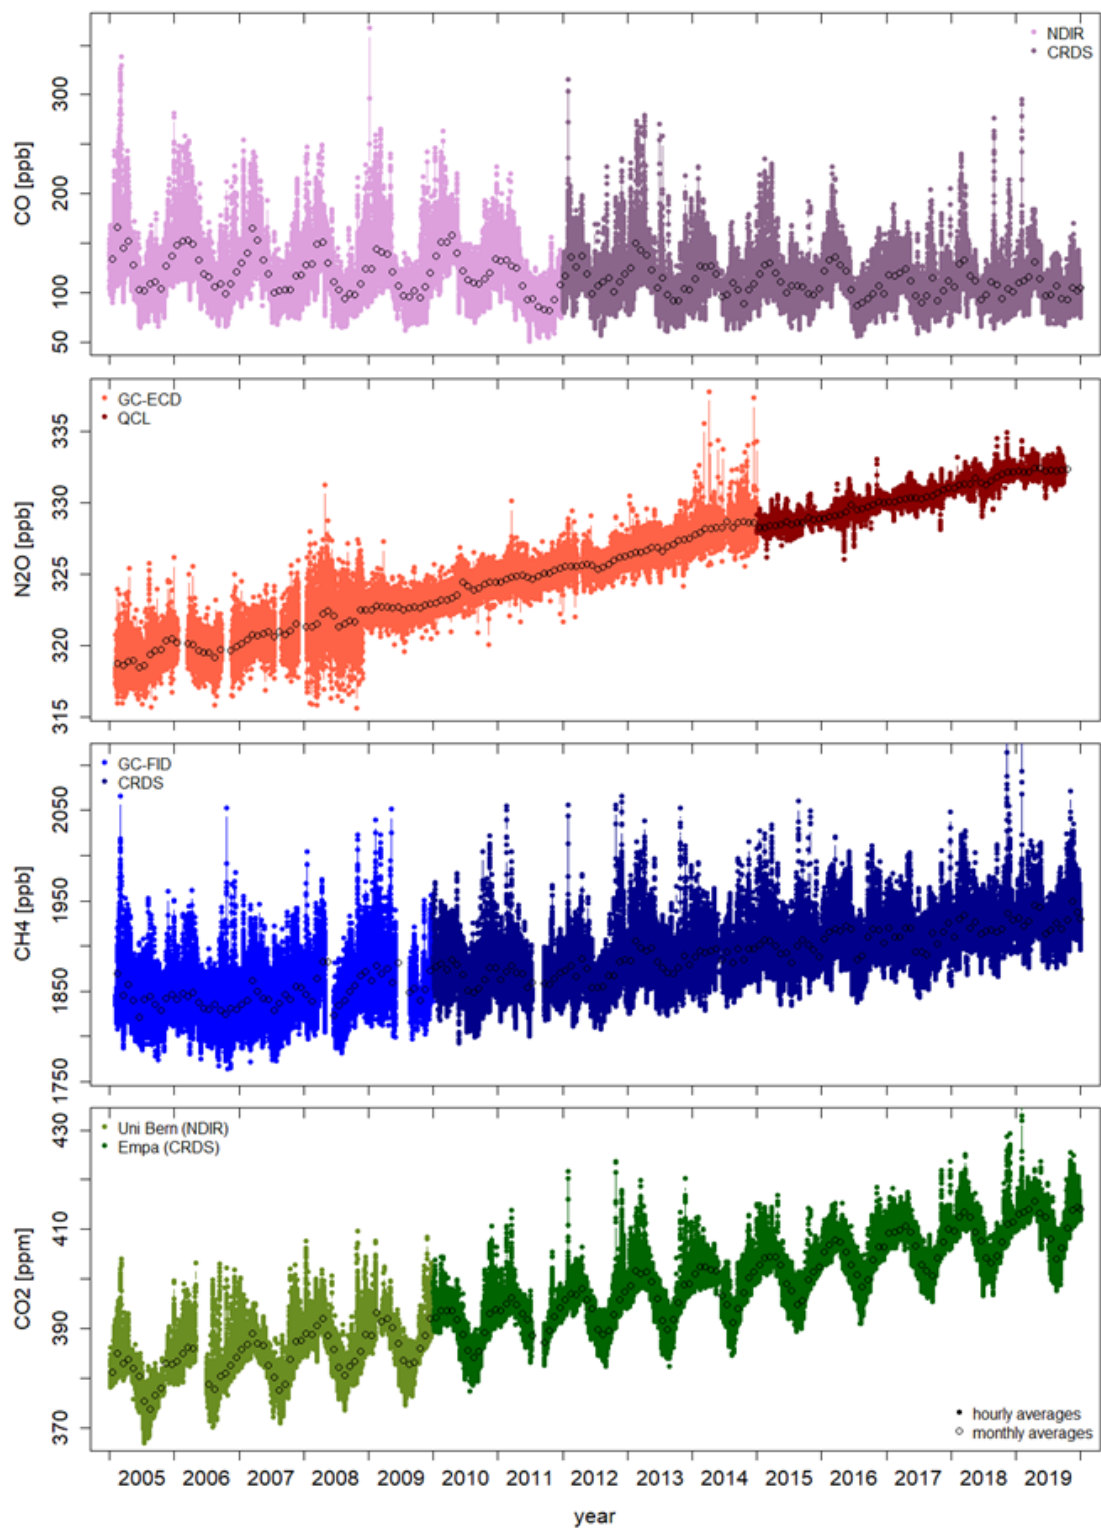 NDIR
CRDS
CO [ppb]
300
200
100
50
GC-ECD
QCL
N2O [ppb]
335
330
325
320
315
GC-FID
CRDS
CH4 [ppb]
2050
1950
1850
1750
Uni Bern (NDIR)
Empa (CRDS)
CO2 [ppm]
430
410
390
370
hourly averages
monthly averages
2005 2006 2007 2008 2009 2010 2011 2012 2013 2014 2015 2016 2017 2018 2019
year